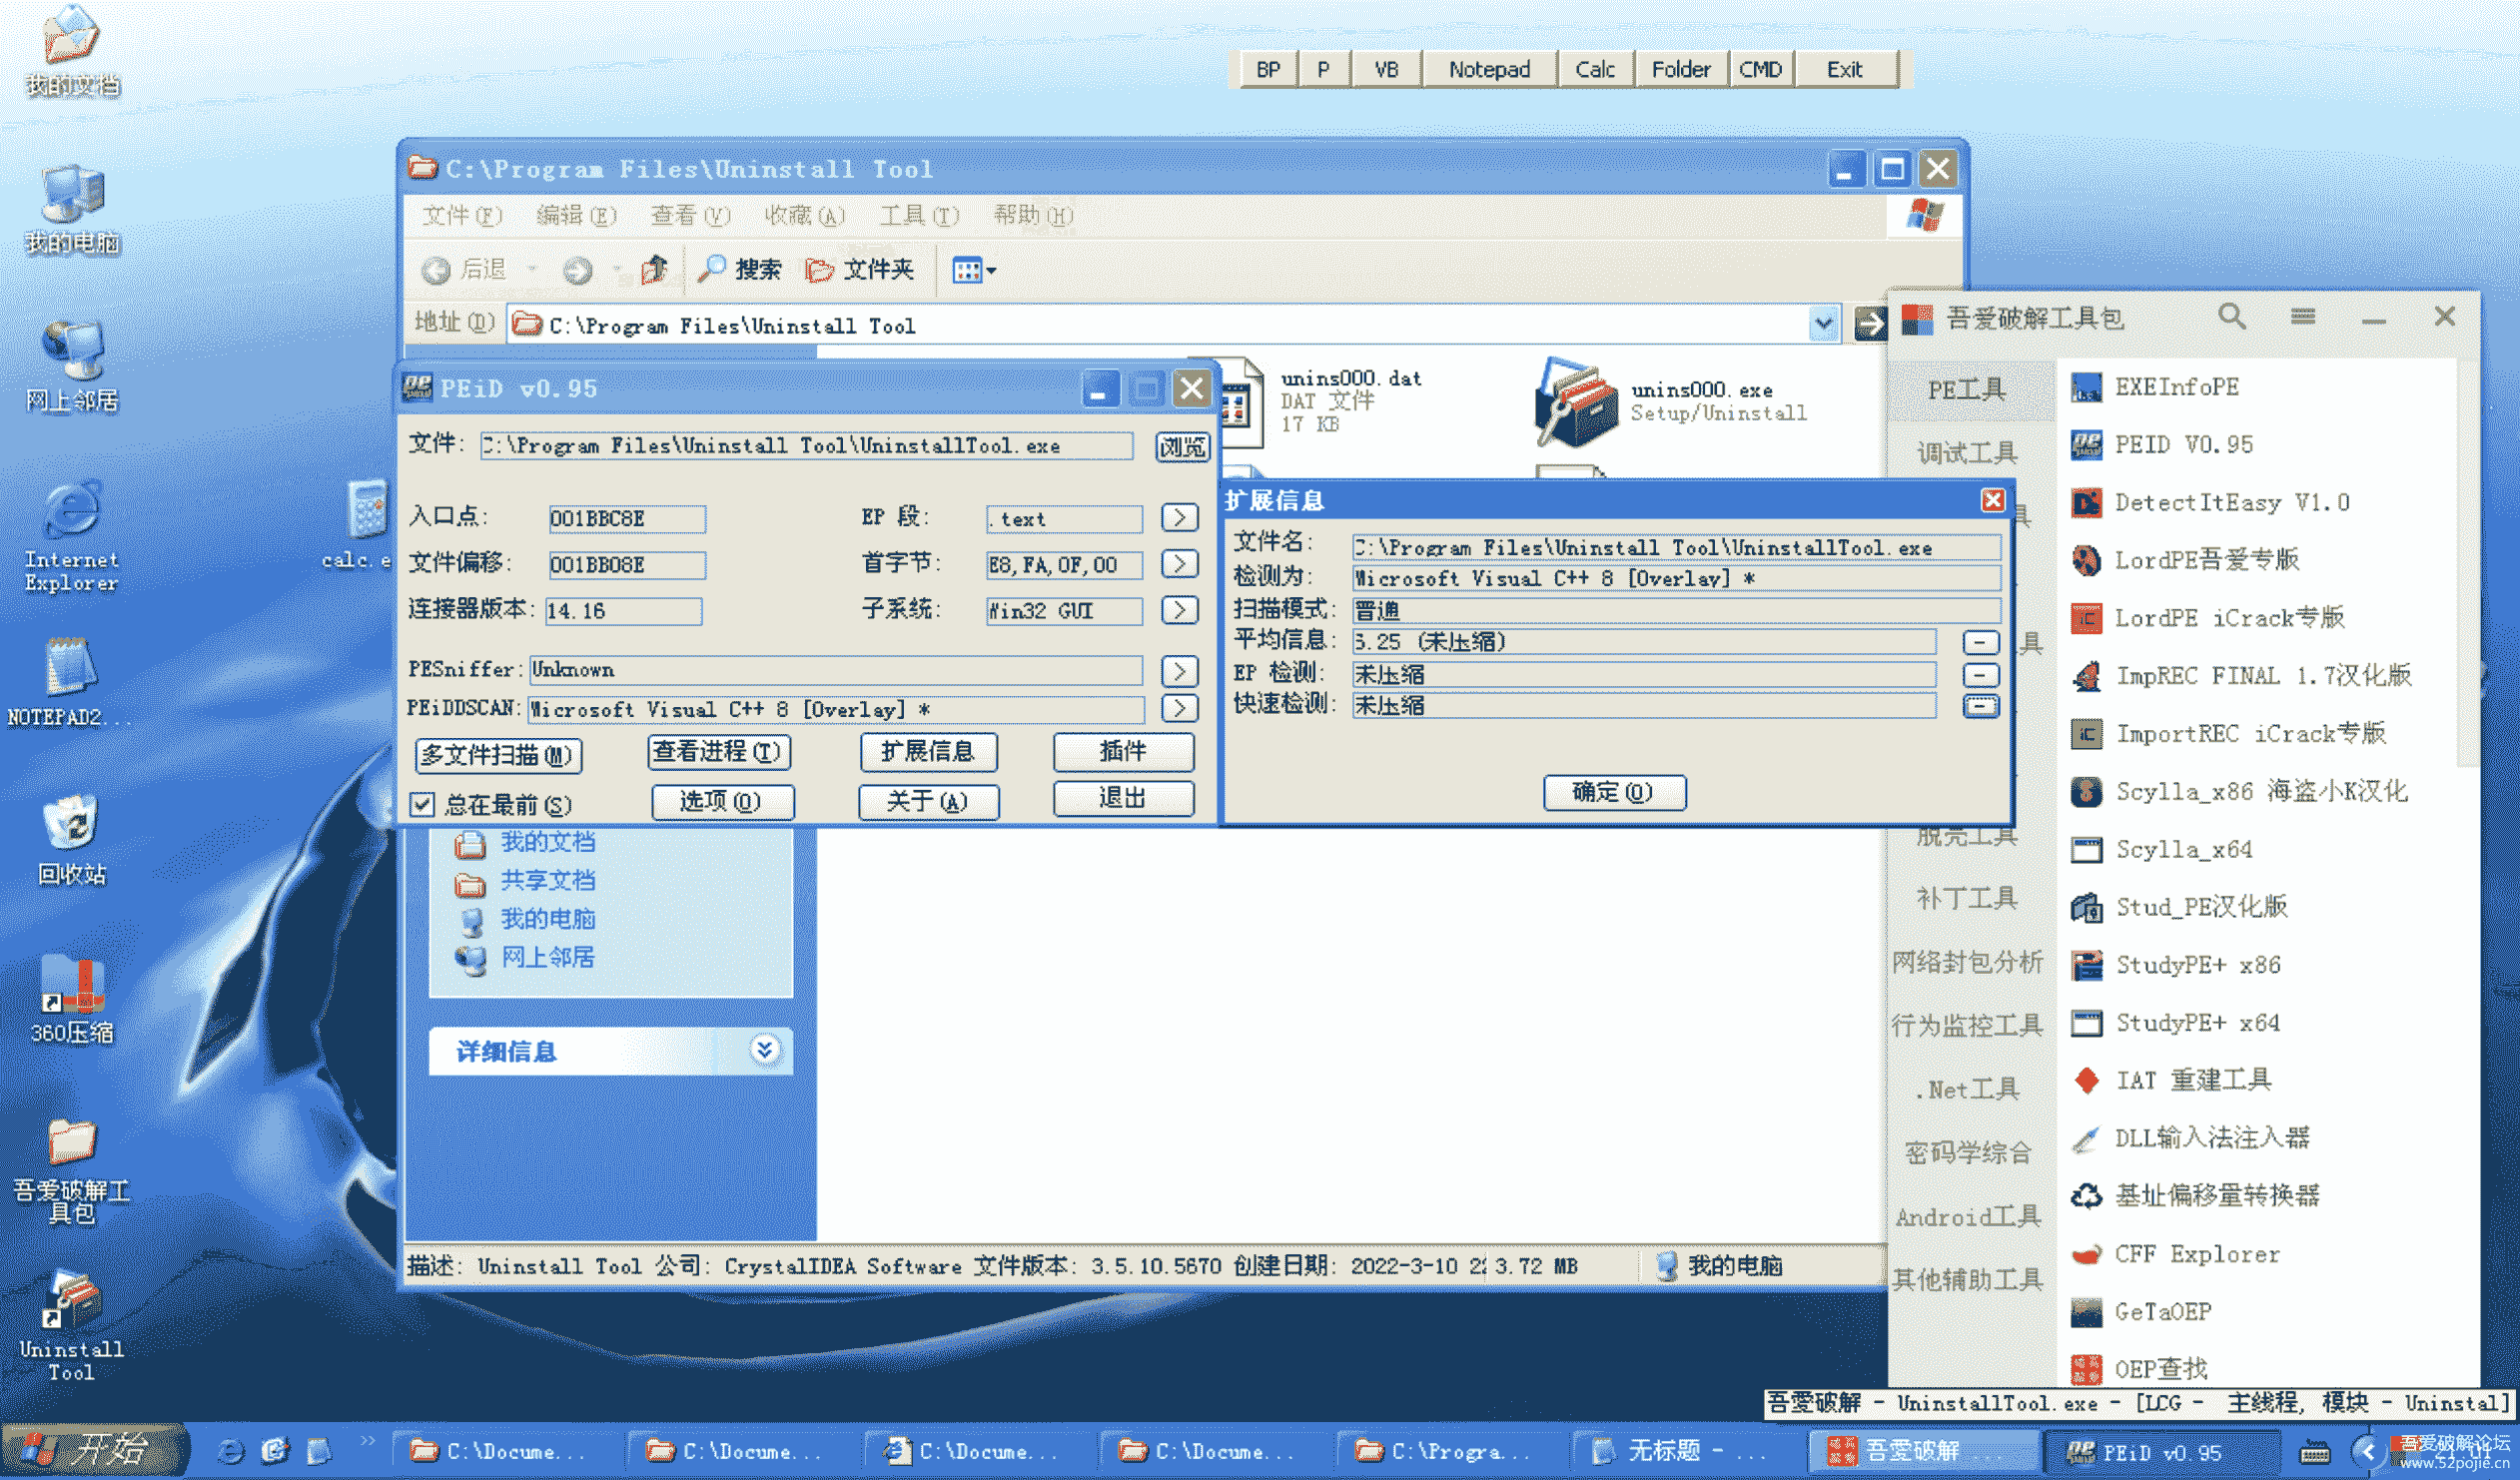 我的文档
我的电脑
网上邻居
Internet
Explorer
calc.e
NOTEPAD2...
回收站
360压缩
吾爱破解工
具包
Uninstall
Tool
BP P VB Notepad Calc Folder CMD Exit
C:\Program Files\Uninstall Tool
文件(F) 编辑(E) 查看(V) 收藏(A) 工具(T) 帮助(H)
后退 搜索 文件夹
地址(D) C:\Program Files\Uninstall Tool
unins000.dat
DAT 文件
17 KB
unins000.exe
Setup/Uninstall
PEiD v0.95
文件: C:\Program Files\Uninstall Tool\UninstallTool.exe 浏览
入口点: 001BBC8E EP 段: .text >
文件偏移: 001BB08E 首字节: E8,FA,0F,00 >
连接器版本: 14.16 子系统: Win32 GUI >
PESniffer: Unknown >
PEiDDSCAN: Microsoft Visual C++ 8 [Overlay] * >
多文件扫描(M) 查看进程(T) 扩展信息 插件
总在最前(S) 选项(O) 关于(A) 退出
扩展信息
文件名: C:\Program Files\Uninstall Tool\UninstallTool.exe
检测为: Microsoft Visual C++ 8 [Overlay] *
扫描模式: 普通
平均信息: 6.25 (未压缩) -
EP 检测: 未压缩 -
快速检测: 未压缩 -
确定(O)
我的文档
共享文档
我的电脑
网上邻居
详细信息
描述: Uninstall Tool 公司: CrystalIDEA Software 文件版本: 3.5.10.5670 创建日期: 2022-3-10 3.72 MB 我的电脑
吾爱破解工具包
PE工具
调试工具
具
具
脱壳工具
补丁工具
网络封包分析
行为监控工具
.Net工具
密码学综合
Android工具
其他辅助工具
EXEInfoPE
PEID V0.95
DetectItEasy V1.0
LordPE吾爱专版
LordPE iCrack专版
ImpREC FINAL 1.7汉化版
ImportREC iCrack专版
Scylla_x86 海盗小K汉化
Scylla_x64
Stud_PE汉化版
StudyPE+ x86
StudyPE+ x64
IAT 重建工具
DLL输入法注入器
基址偏移量转换器
CFF Explorer
GeTaOEP
OEP查找
吾爱破解 - UninstallTool.exe - [LCG - 主线程, 模块 - Uninstal]
开始 C:\Docume... C:\Docume... C:\Docume... C:\Docume... C:\Progra... 无标题 - ... 吾爱破解 ... PEiD v0.95
吾爱破解论坛
www.52pojie.cn